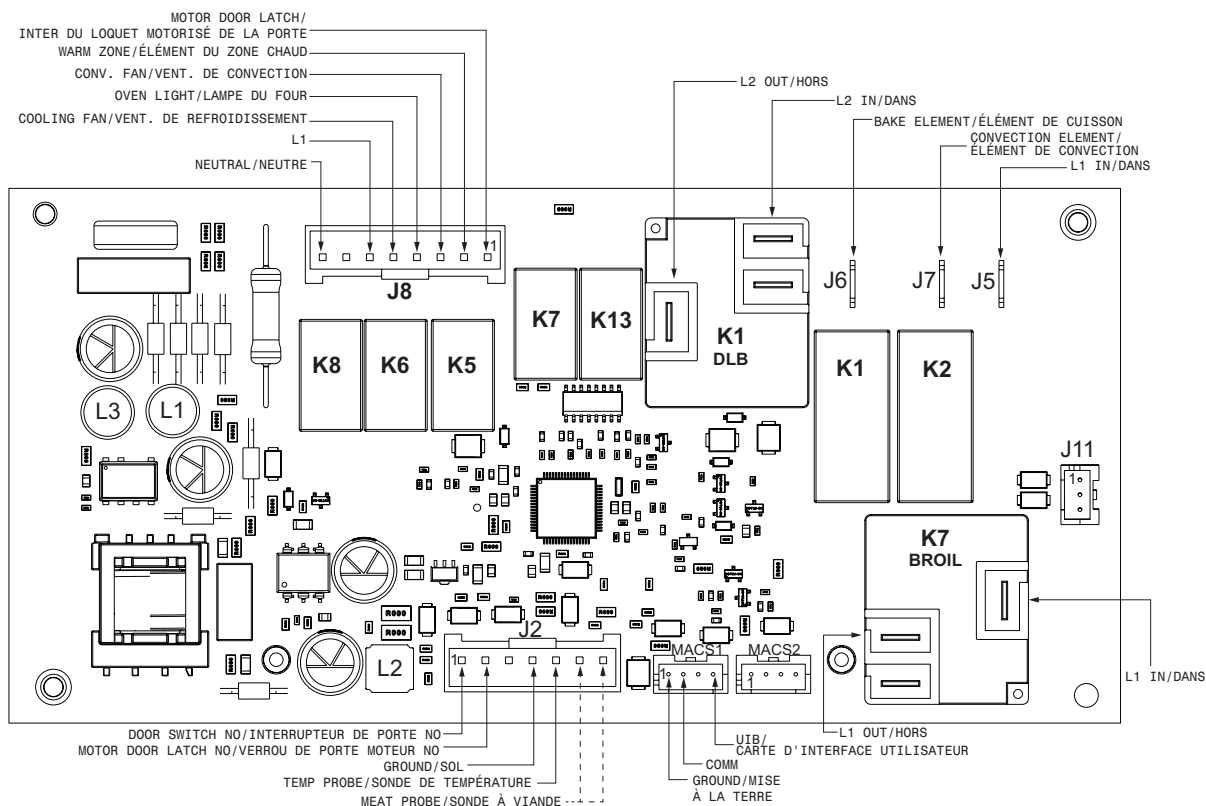 MOTOR DOOR LATCH/
INTER DU LOQUET MOTORISÉ DE LA PORTE
WARM ZONE/ÉLÉMENT DU ZONE CHAUD
CONV. FAN/VENT. DE CONVECTION
OVEN LIGHT/LAMPE DU FOUR
COOLING FAN/VENT. DE REFROIDISSEMENT
L1
NEUTRAL/NEUTRE
L2 OUT/HORS
L2 IN/DANS
BAKE ELEMENT/ÉLÉMENT DE CUISSON
CONVECTION ELEMENT/
ÉLÉMENT DE CONVECTION
L1 IN/DANS
1
J8
J6
J7
J5
K8
K6
K5
K7
K13
K1
DLB
K1
K2
L3
L1
J11
1
K7
BROIL
J2
1
L2
MACS1
1
MACS2
1
L1 IN/DANS
L1 OUT/HORS
DOOR SWITCH NO/INTERRUPTEUR DE PORTE NO
MOTOR DOOR LATCH NO/VERROU DE PORTE MOTEUR NO
GROUND/SOL
TEMP PROBE/SONDE DE TEMPÉRATURE
MEAT PROBE/SONDE À VIANDE
UIB/
CARTE D'INTERFACE UTILISATEUR
COMM
GROUND/MISE
À LA TERRE